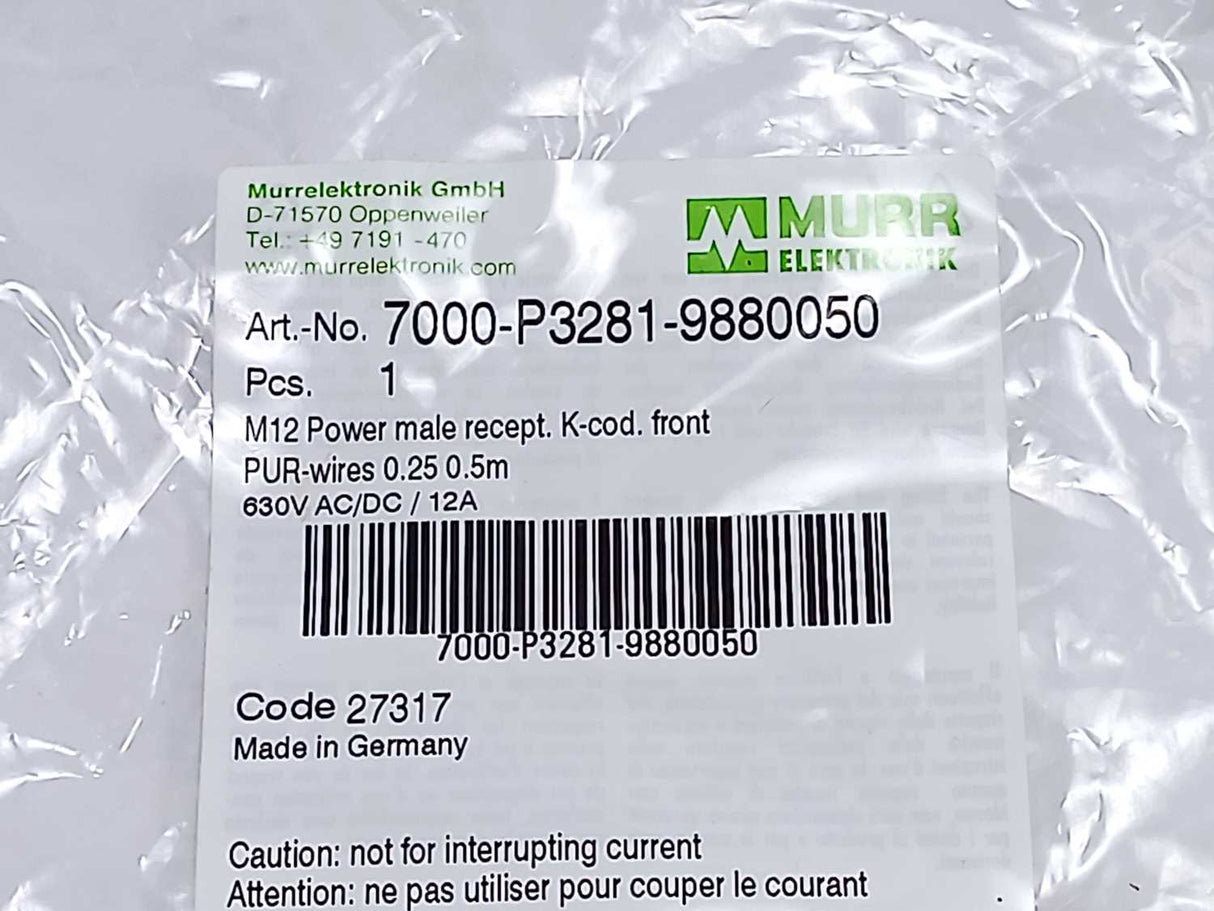 Murrelektronik GmbH
D-71570 Oppenweiler
Tel.: +49 7191 -470
www.murrelektronik.com
MURR
ELEKTRONIK
Art.-No. 7000-P3281-9880050
Pcs. 1
M12 Power male recept. K-cod. front
PUR-wires 0.25 0.5m
630V AC/DC / 12A
7000-P3281-9880050
Code 27317
Made in Germany
Caution: not for interrupting current
Attention: ne pas utiliser pour couper le courant